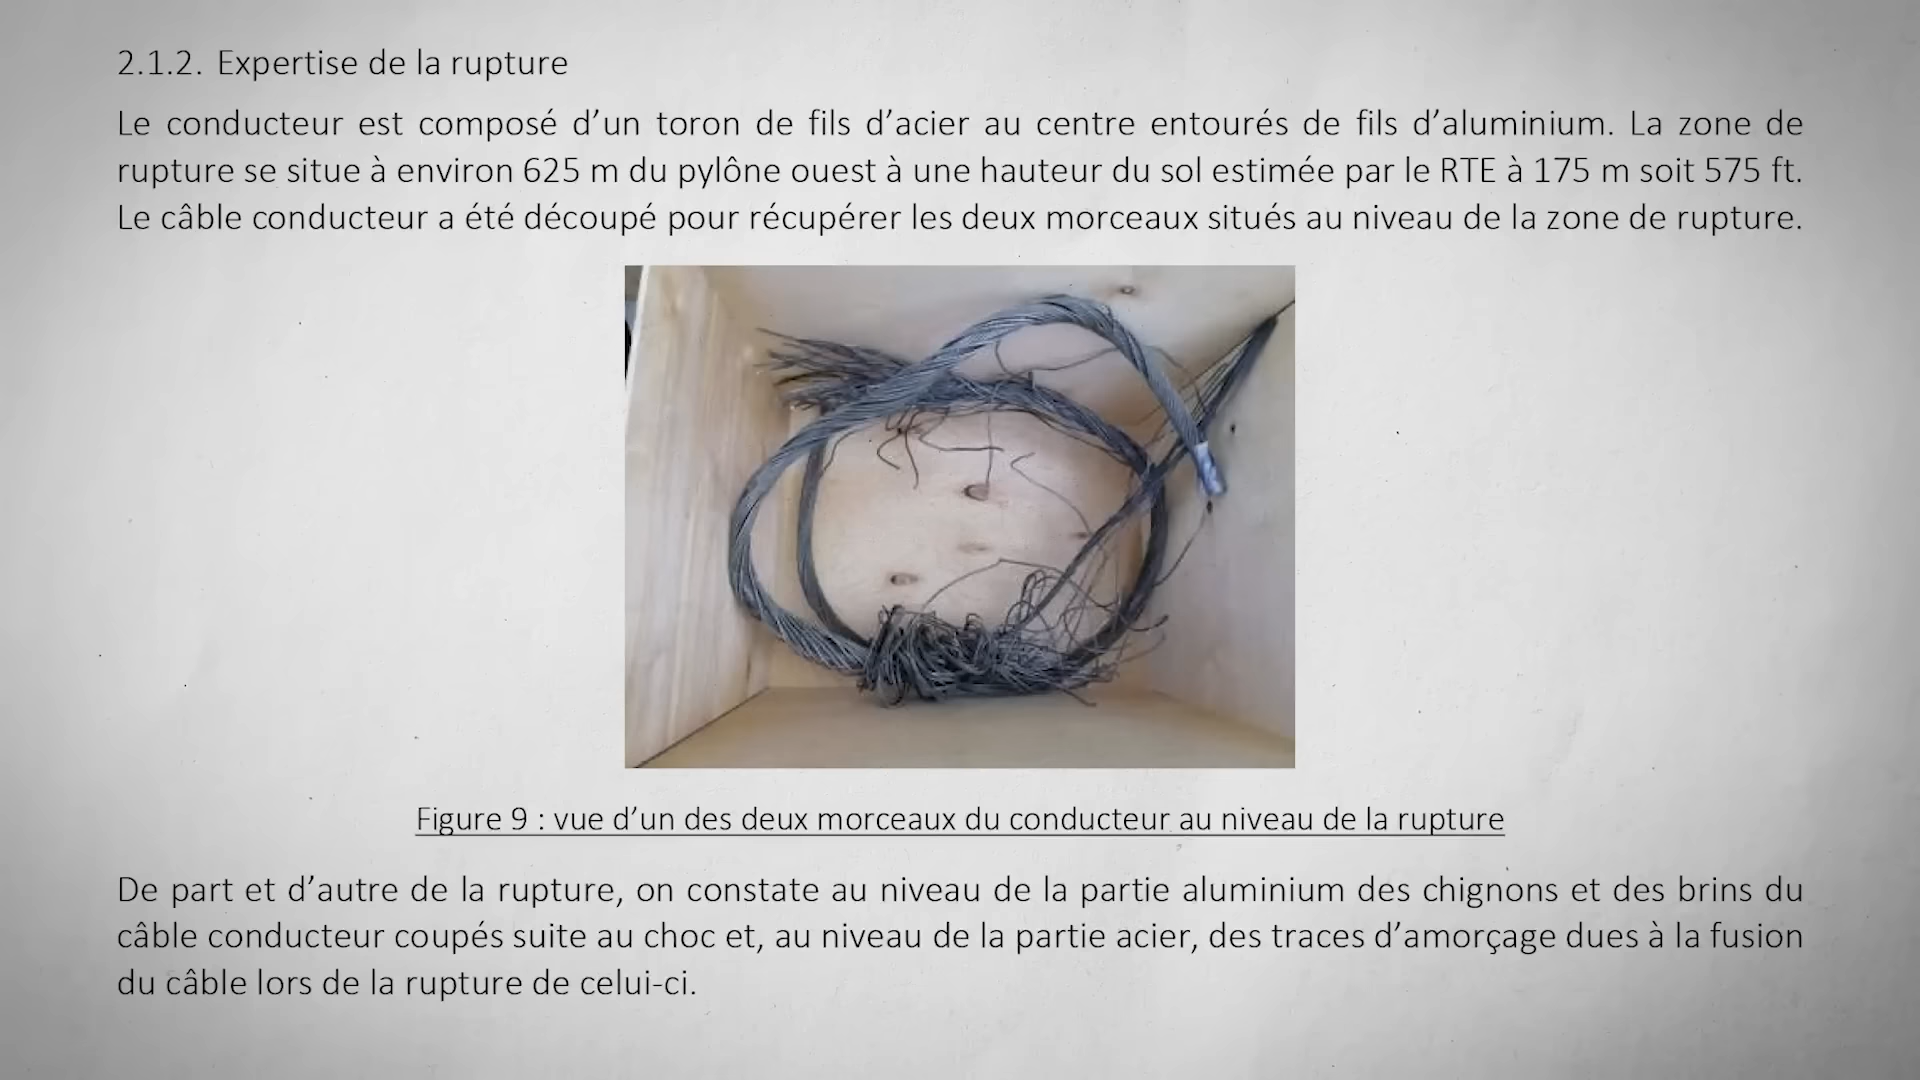 2.1.2. Expertise de la rupture
Le conducteur est composé d’un toron de fils d’acier au centre entourés de fils d’aluminium. La zone de
rupture se situe à environ 625 m du pylône ouest à une hauteur du sol estimée par le RTE à 175 m soit 575 ft.
Le câble conducteur a été découpé pour récupérer les deux morceaux situés au niveau de la zone de rupture.
Figure 9 : vue d’un des deux morceaux du conducteur au niveau de la rupture
De part et d’autre de la rupture, on constate au niveau de la partie aluminium des chignons et des brins du
câble conducteur coupés suite au choc et, au niveau de la partie acier, des traces d’amorçage dues à la fusion
du câble lors de la rupture de celui-ci.